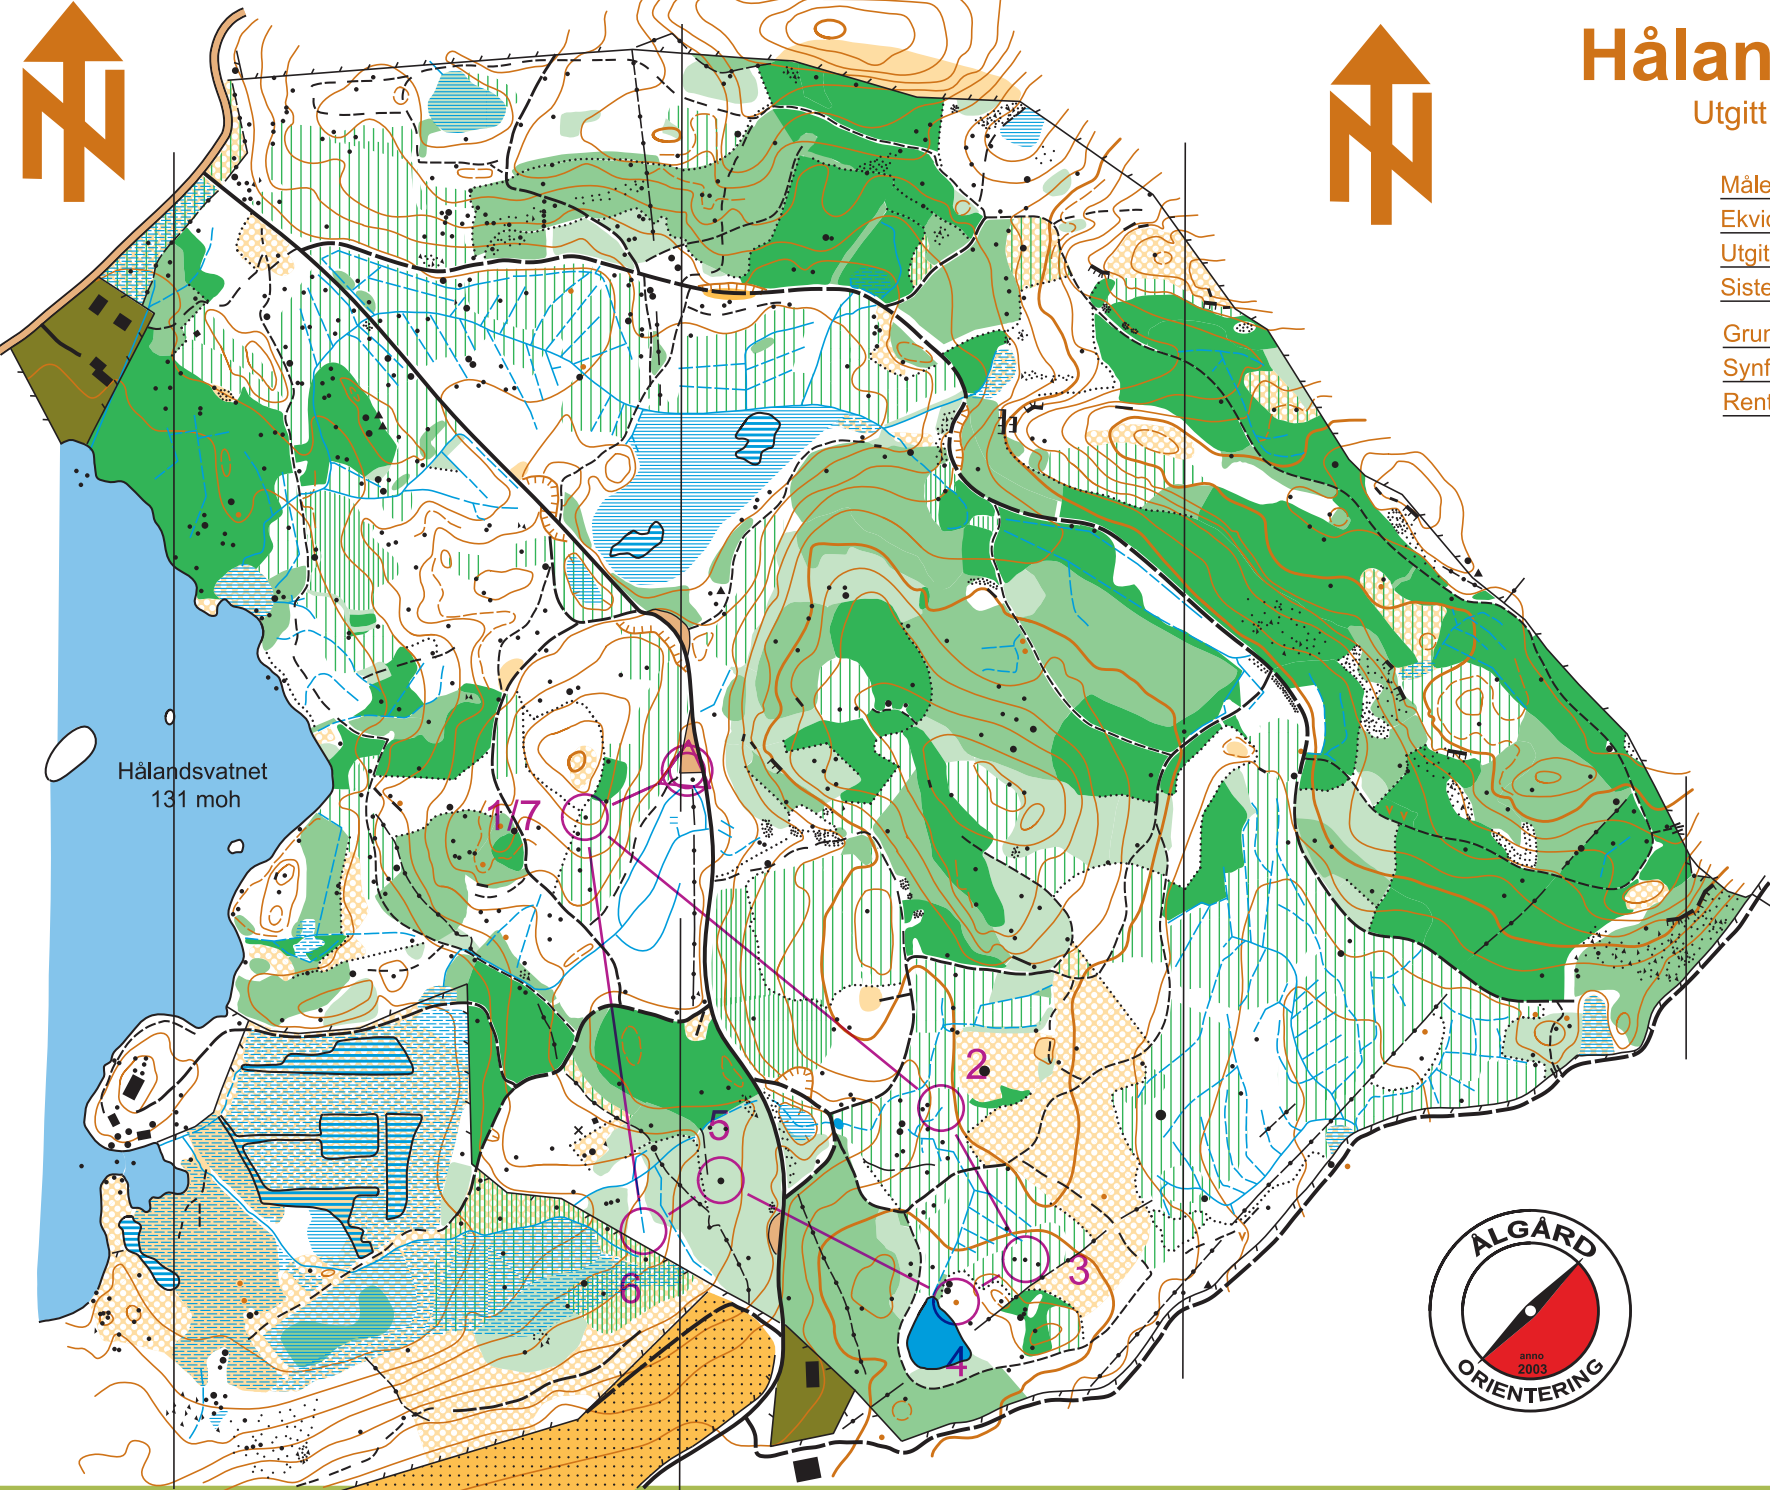 Hålan
Utgitt
Måle
Ekvid
Utgit
Siste
Grun
Synf
Rent
Hålandsvatnet
131 moh
1/7
2
5
3
6
4
ÅLGÅRD
anno
2003
ORIENTERING